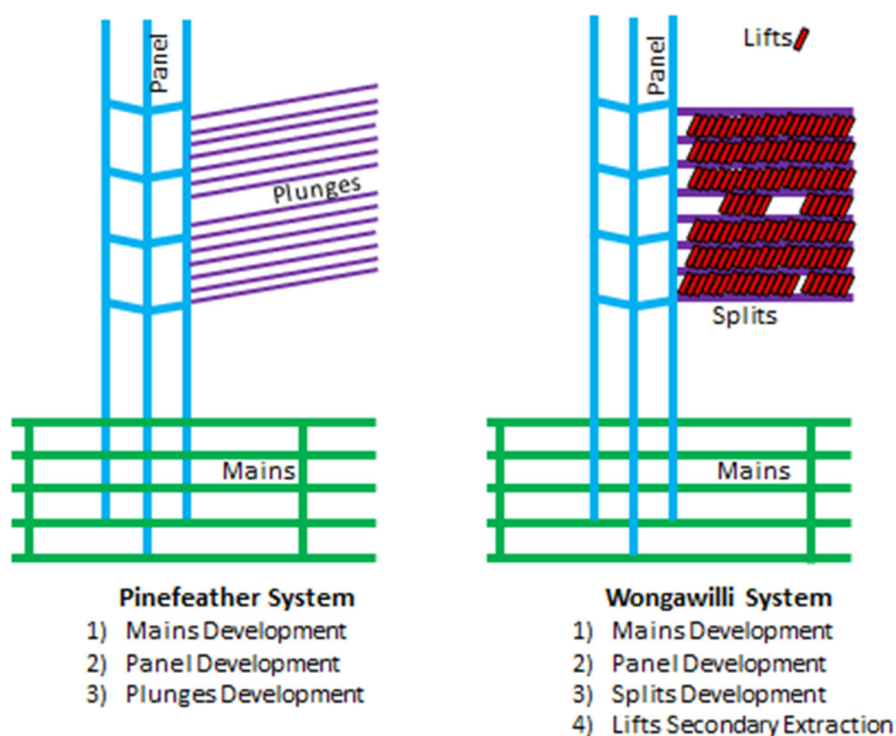 Panel
Plunges
Mains
Pinefeather System
1) Mains Development
2) Panel Development
3) Plunges Development
Lifts
Panel
Splits
Mains
Wongawilli System
1) Mains Development
2) Panel Development
3) Splits Development
4) Lifts Secondary Extraction